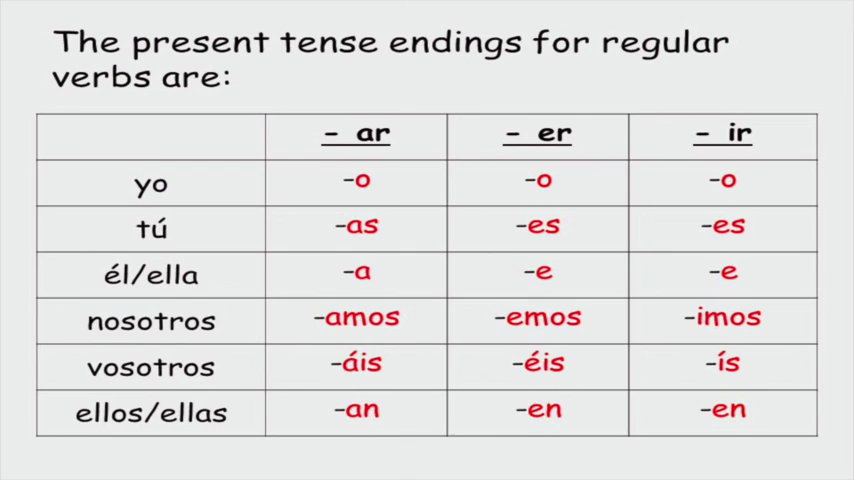 The present tense endings for regular
verbs are:
- ar - er - ir
yo -o -o -o
tú -as -es -es
él/ella -a -e -e
nosotros -amos -emos -imos
vosotros -áis -éis -ís
ellos/ellas -an -en -en